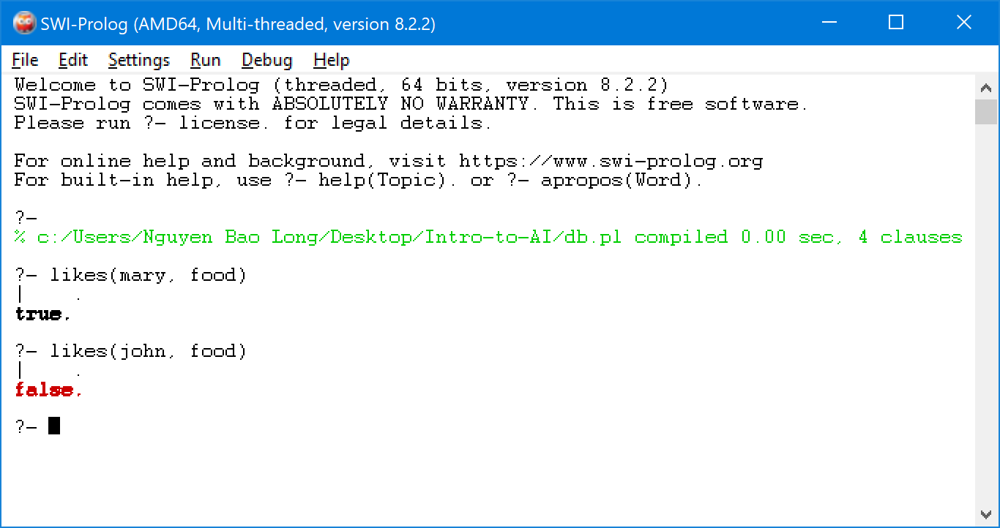 SWI-Prolog (AMD64, Multi-threaded, version 8.2.2)
File Edit Settings Run Debug Help
Welcome to SWI-Prolog (threaded, 64 bits, version 8.2.2)
SWI-Prolog comes with ABSOLUTELY NO WARRANTY. This is free software.
Please run ?- license. for legal details.
For online help and background, visit https://www.swi-prolog.org
For built-in help, use ?- help(Topic). or ?- apropos(Word).
?-
% c:/Users/Nguyen Bao Long/Desktop/Intro-to-AI/db.pl compiled 0.00 sec, 4 clauses
?- likes(mary, food)
|    .
true.
?- likes(john, food)
|    .
false.
?-